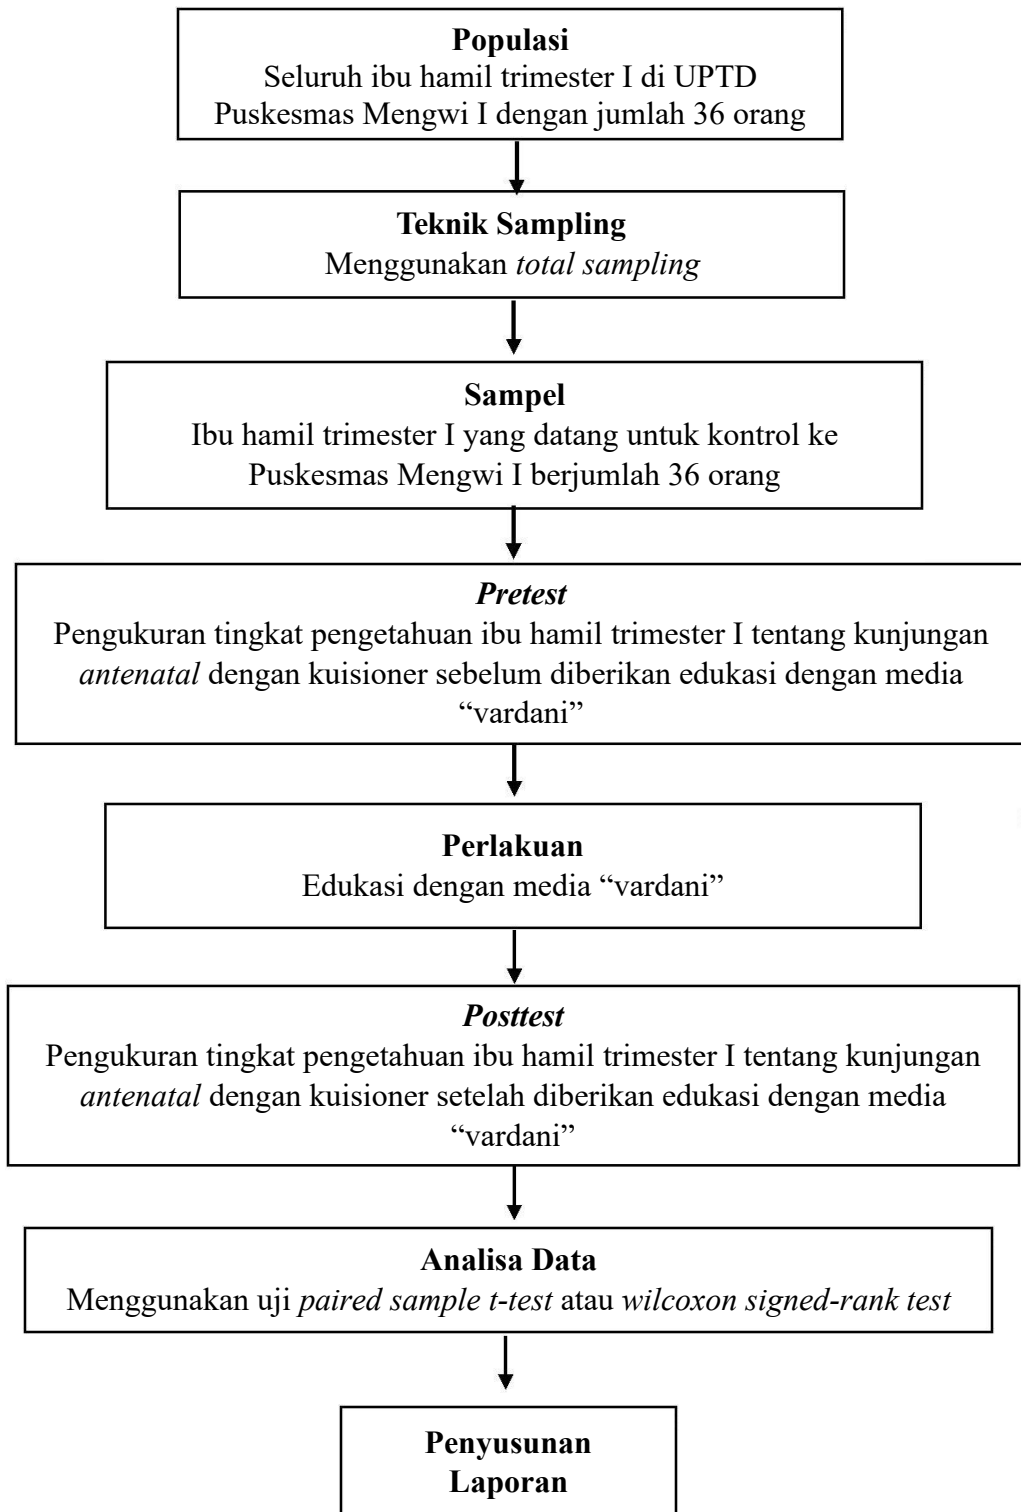 Populasi
Seluruh ibu hamil trimester I di UPTD
Puskesmas Mengwi I dengan jumlah 36 orang
Teknik Sampling
Menggunakan total sampling
Sampel
Ibu hamil trimester I yang datang untuk kontrol ke
Puskesmas Mengwi I berjumlah 36 orang
Pretest
Pengukuran tingkat pengetahuan ibu hamil trimester I tentang kunjungan
antenatal dengan kuisioner sebelum diberikan edukasi dengan media
“vardani”
Perlakuan
Edukasi dengan media “vardani”
Posttest
Pengukuran tingkat pengetahuan ibu hamil trimester I tentang kunjungan
antenatal dengan kuisioner setelah diberikan edukasi dengan media
“vardani”
Analisa Data
Menggunakan uji paired sample t-test atau wilcoxon signed-rank test
Penyusunan
Laporan